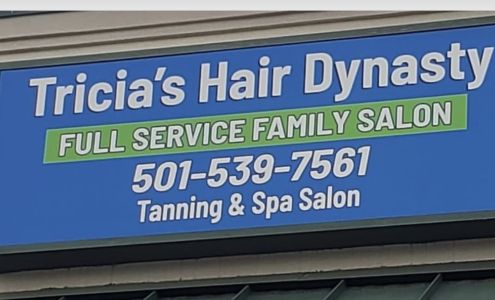 Tricia's Hair Dynasty
FULL SERVICE FAMILY SALON
501-539-7561
Tanning & Spa Salon